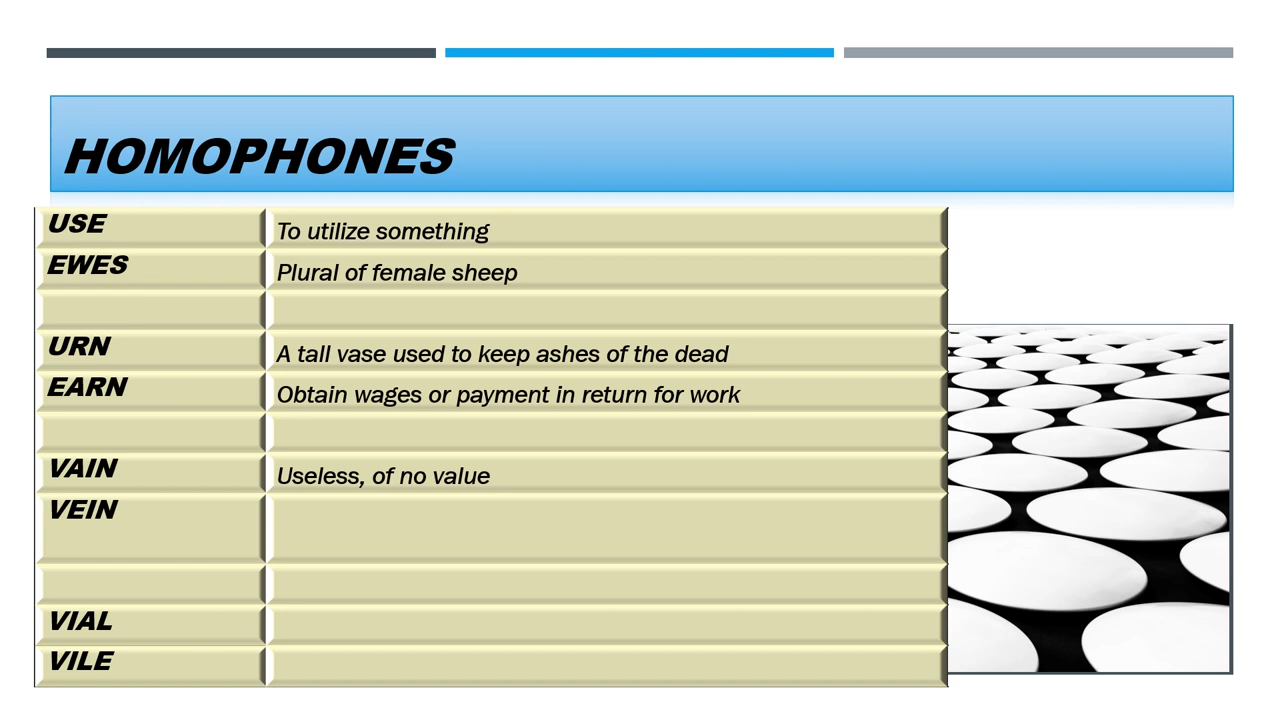 HOMOPHONES
USE To utilize something
EWES Plural of female sheep
URN A tall vase used to keep ashes of the dead
EARN Obtain wages or payment in return for work
VAIN Useless, of no value
VEIN
VIAL
VILE